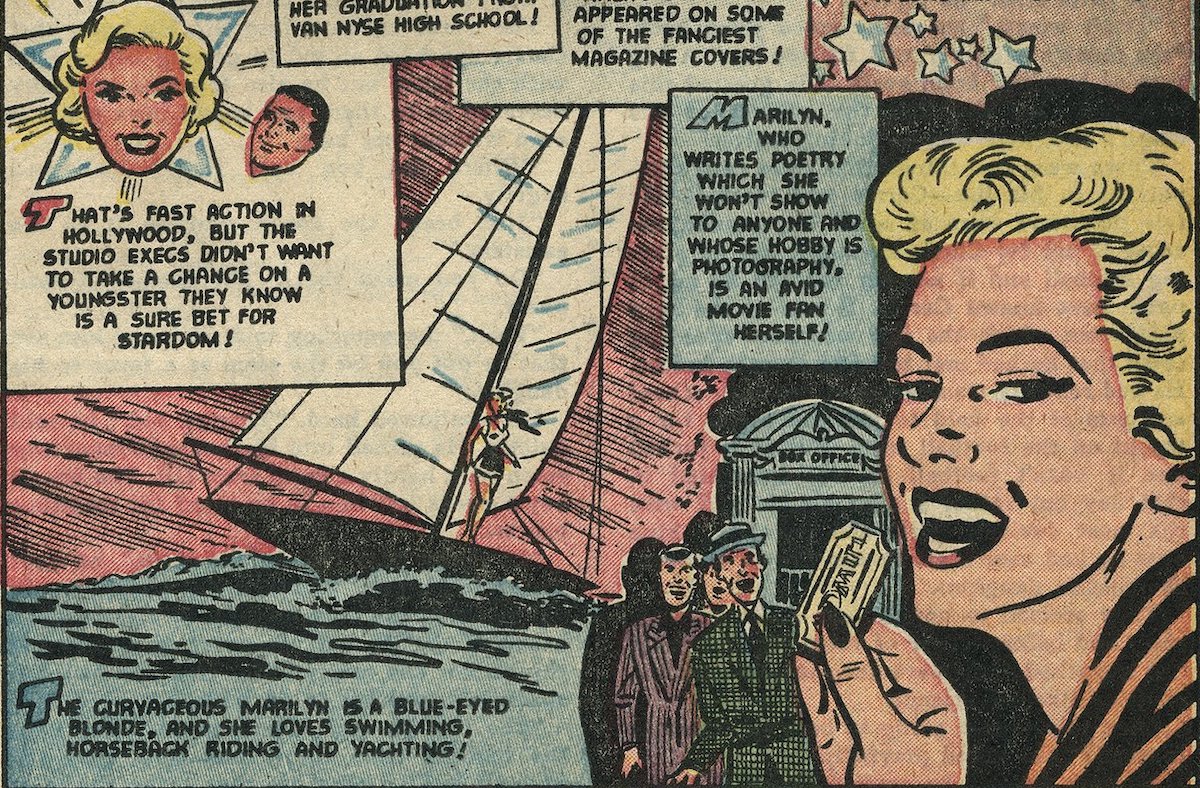 HER GRADUATION FROM
VAN NYSE HIGH SCHOOL!
APPEARED ON SOME
OF THE FANCIEST
MAGAZINE COVERS!
THAT'S FAST ACTION IN
HOLLYWOOD, BUT THE
STUDIO EXECS DIDN'T WANT
TO TAKE A CHANCE ON A
YOUNGSTER THEY KNOW
IS A SURE BET FOR
STARDOM!
MARILYN,
WHO
WRITES POETRY
WHICH SHE
WON'T SHOW
TO ANYONE AND
WHOSE HOBBY IS
PHOTOGRAPHY,
IS AN AVID
MOVIE FAN
HERSELF!
BOX OFFICE
THE CURVACEOUS MARILYN IS A BLUE-EYED
BLONDE, AND SHE LOVES SWIMMING,
HORSEBACK RIDING AND YACHTING!